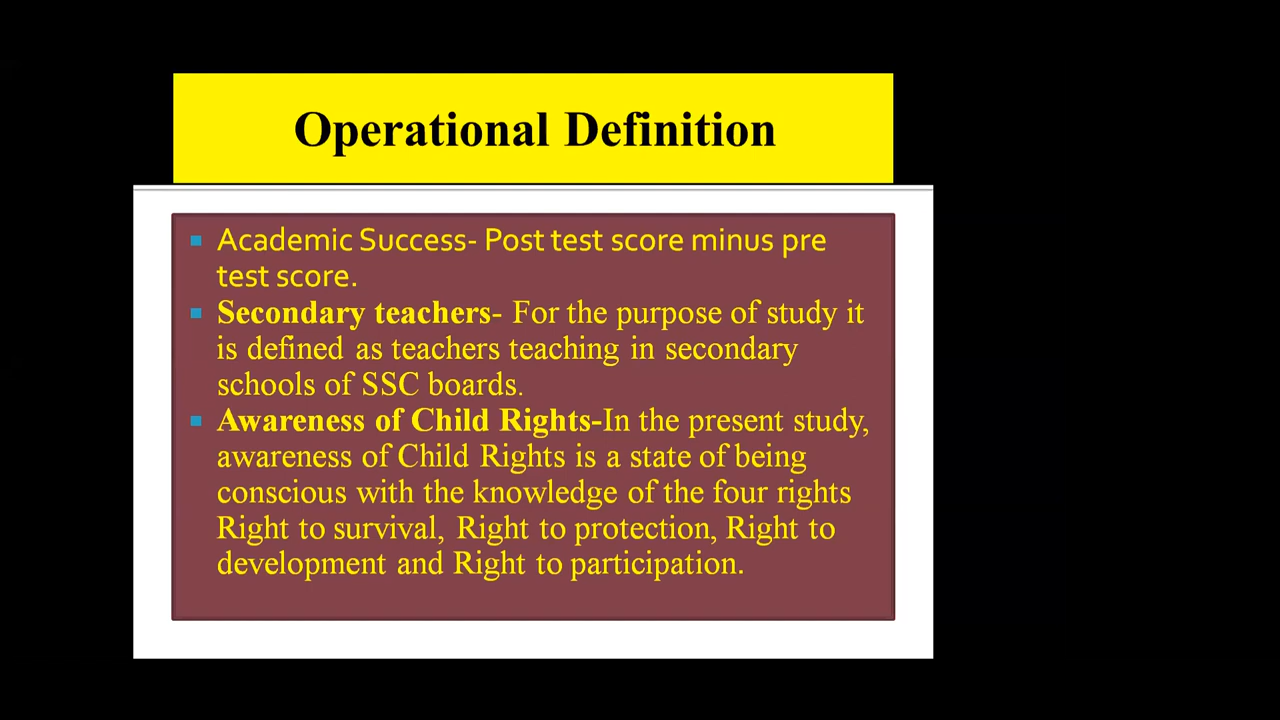 Operational Definition
Academic Success- Post test score minus pre
test score.
Secondary teachers- For the purpose of study it
is defined as teachers teaching in secondary
schools of SSC boards.
Awareness of Child Rights-In the present study,
awareness of Child Rights is a state of being
conscious with the knowledge of the four rights
Right to survival, Right to protection, Right to
development and Right to participation.